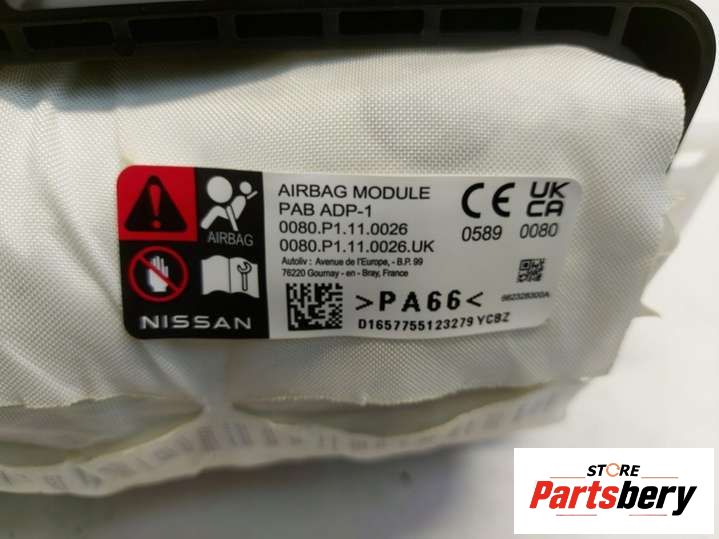 AIRBAG MODULE
PAB ADP-1
0080.P1.11.0026
0080.P1.11.0026.UK
Autoliv : Avenue de l'Europe, - B.P. 99
76220 Gournay - en - Bray, France
AIRBAG
CE
0589
UK
CA
0080
662328300A
>PA66<
D1657755123279 YCBZ
NISSAN
STORE
Partsbery